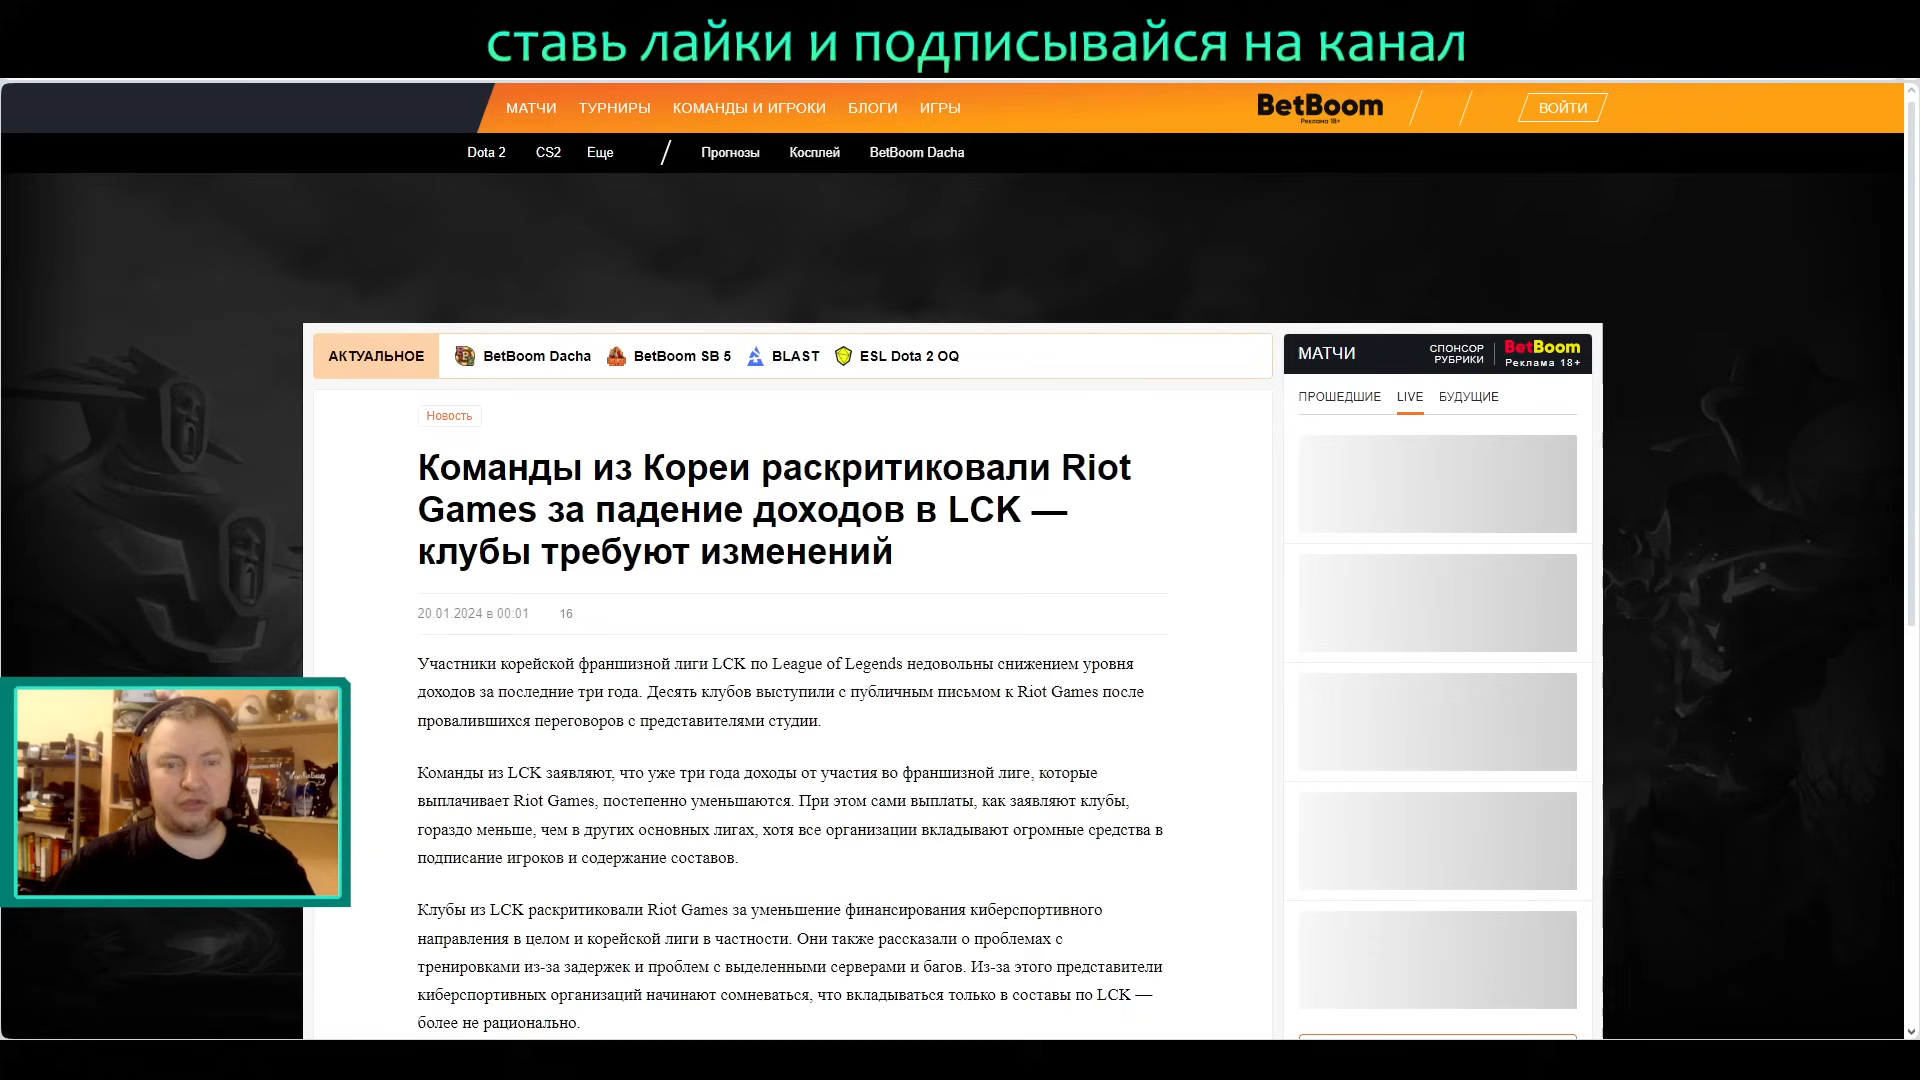 ставь лайки и подписывайся на канал
МАТЧИ ТУРНИРЫ КОМАНДЫ И ИГРОКИ БЛОГИ ИГРЫ BetBoom ВОЙТИ
Реклама 18+
Dota 2 CS2 Еще / Прогнозы Косплей BetBoom Dacha
АКТУАЛЬНОЕ BetBoom Dacha BetBoom SB 5 BLAST ESL Dota 2 OQ
Новость
Команды из Кореи раскритиковали Riot
Games за падение доходов в LCK —
клубы требуют изменений
20.01.2024 в 00:01 16
Участники корейской франшизной лиги LCK по League of Legends недовольны снижением уровня
доходов за последние три года. Десять клубов выступили с публичным письмом к Riot Games после
провалившихся переговоров с представителями студии.
Команды из LCK заявляют, что уже три года доходы от участия во франшизной лиге, которые
выплачивает Riot Games, постепенно уменьшаются. При этом сами выплаты, как заявляют клубы,
гораздо меньше, чем в других основных лигах, хотя все организации вкладывают огромные средства в
подписание игроков и содержание составов.
Клубы из LCK раскритиковали Riot Games за уменьшение финансирования киберспортивного
направления в целом и корейской лиги в частности. Они также рассказали о проблемах с
тренировками из-за задержек и проблем с выделенными серверами и багов. Из-за этого представители
киберспортивных организаций начинают сомневаться, что вкладываться только в составы по LCK —
более не рационально.
МАТЧИ СПОНСОР РУБРИКИ BetBoom
Реклама 18+
ПРОШЕДШИЕ LIVE БУДУЩИЕ